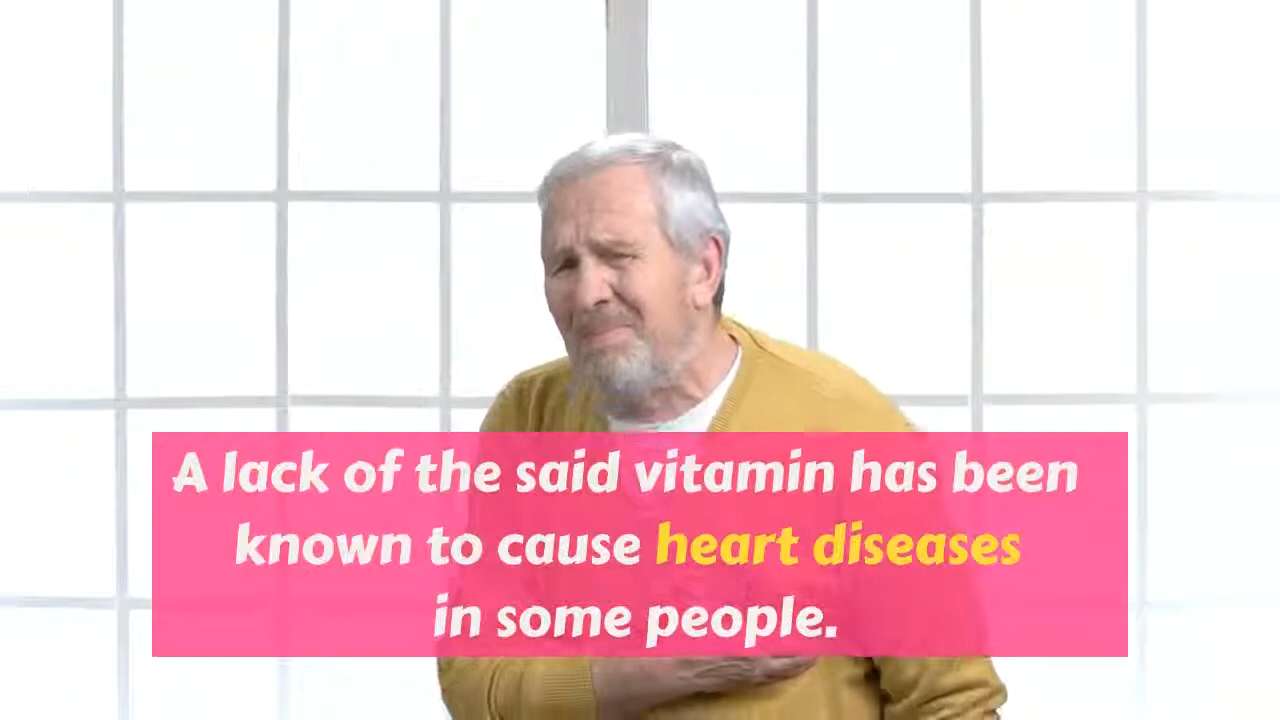 A lack of the said vitamin has been
known to cause heart diseases
in some people.